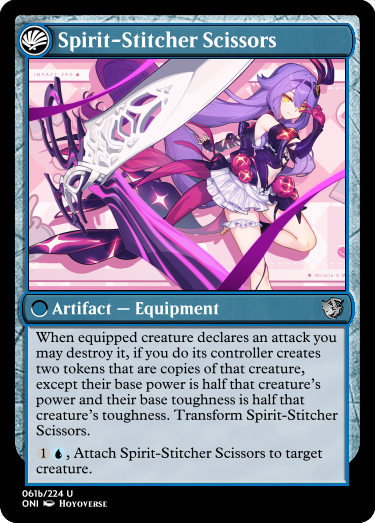 Spirit-Stitcher Scissors
IMPACT 3RD
Artifact — Equipment
When equipped creature declares an attack you
may destroy it, if you do its controller creates
two tokens that are copies of that creature,
except their base power is half that creature's
power and their base toughness is half that
creature's toughness. Transform Spirit-Stitcher
Scissors.
1 , Attach Spirit-Stitcher Scissors to target
creature.
061b/224 U
ONI Hoyoverse